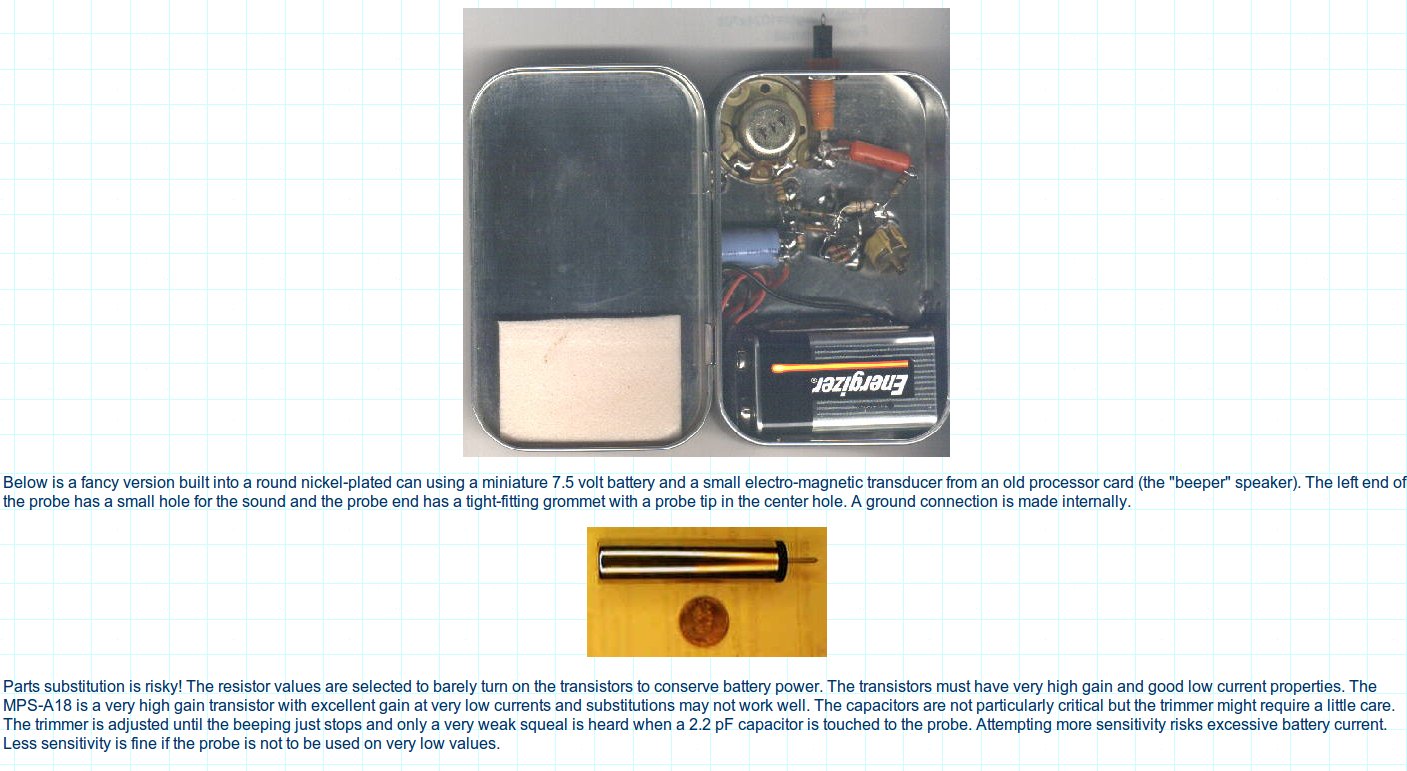 Energizer®
Below is a fancy version built into a round nickel-plated can using a miniature 7.5 volt battery and a small electro-magnetic transducer from an old processor card (the "beeper" speaker). The left end of
the probe has a small hole for the sound and the probe end has a tight-fitting grommet with a probe tip in the center hole. A ground connection is made internally.
Parts substitution is risky! The resistor values are selected to barely turn on the transistors to conserve battery power. The transistors must have very high gain and good low current properties. The
MPS-A18 is a very high gain transistor with excellent gain at very low currents and substitutions may not work well. The capacitors are not particularly critical but the trimmer might require a little care.
The trimmer is adjusted until the beeping just stops and only a very weak squeal is heard when a 2.2 pF capacitor is touched to the probe. Attempting more sensitivity risks excessive battery current.
Less sensitivity is fine if the probe is not to be used on very low values.